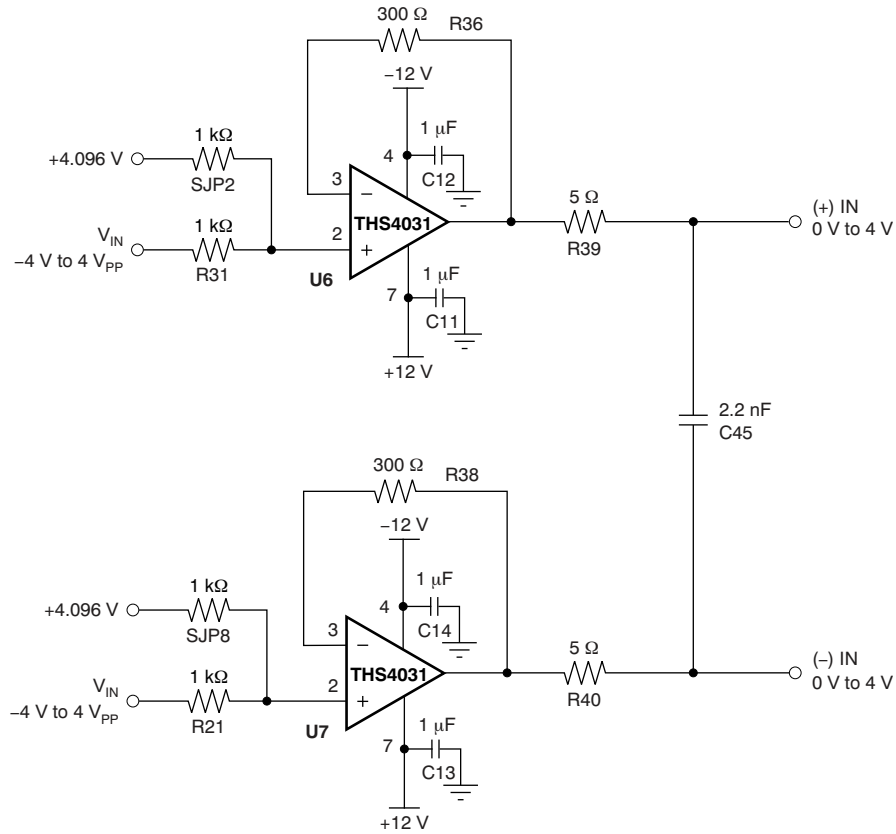 300 Ω
R36
−12 V
1 kΩ
+4.096 V
SJP2
1 μF
4
C12
3
−
THS4031
5 Ω
(+) IN
0 V to 4 V
R39
V_IN
−4 V to 4 V_PP
1 kΩ
R31
2
+
U6
1 μF
7
C11
+12 V
2.2 nF
C45
300 Ω
R38
−12 V
1 kΩ
+4.096 V
SJP8
1 μF
4
C14
3
−
THS4031
5 Ω
(−) IN
0 V to 4 V
R40
V_IN
−4 V to 4 V_PP
1 kΩ
R21
2
+
U7
1 μF
7
C13
+12 V